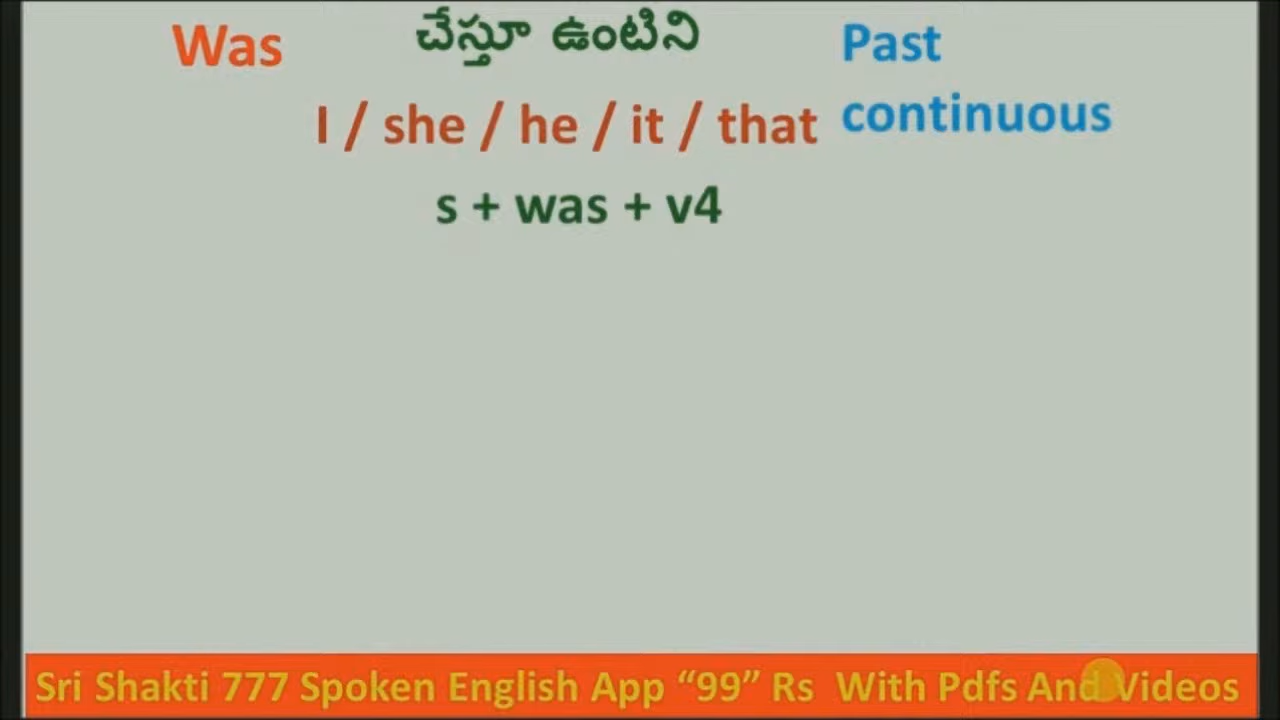 Was చేస్తూ ఉంటిని Past
I / she / he / it / that continuous
s + was + v4
Sri Shakti 777 Spoken English App “99” Rs With Pdfs And Videos